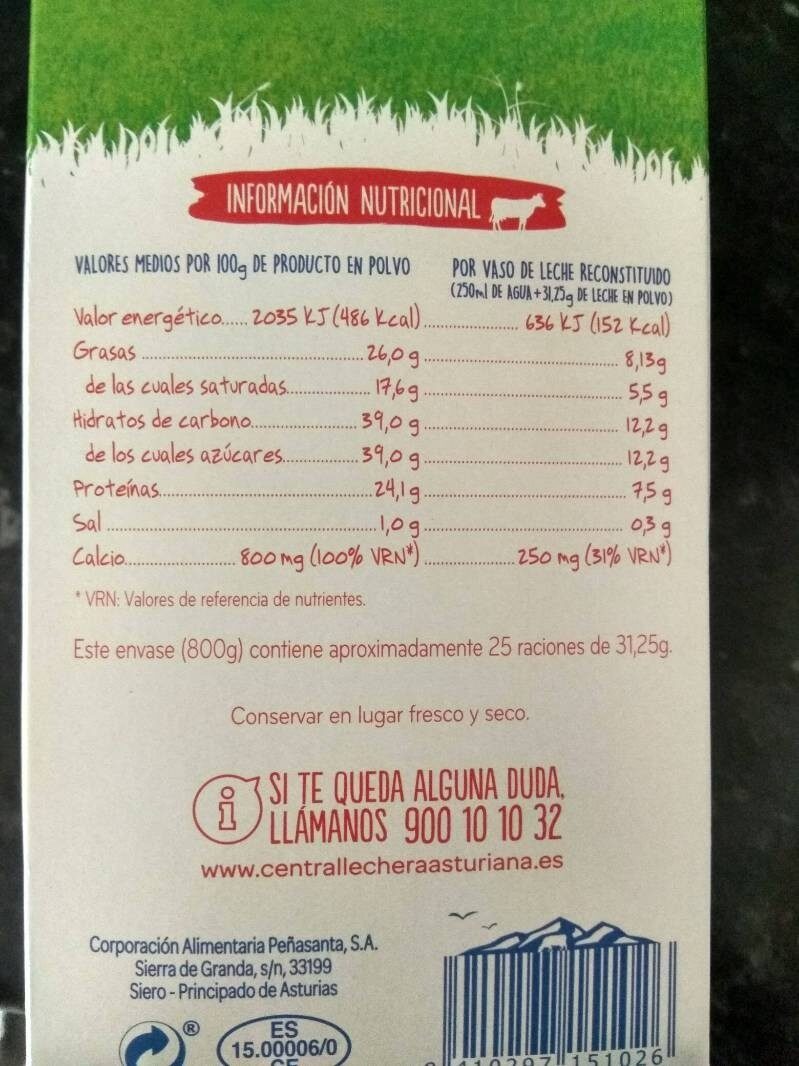 INFORMACIÓN NUTRICIONAL
VALORES MEDIOS POR 100g DE PRODUCTO EN POLVO
POR VASO DE LECHE RECONSTITUIDO
(250ml DE AGUA + 31,25g DE LECHE EN POLVO)
Valor energético...... 2035 KJ (486 Kcal) ................. 636 KJ (152 Kcal)
Grasas ................. 26,0 g ................. 8,13g
de las cuales saturadas ................. 17,6 g ................. 5,5 g
Hidratos de carbono ................. 39,0 g ................. 12,2 g
de los cuales azúcares ................. 39,0 g ................. 12,2 g
Proteínas ................. 24,1 g ................. 7,5 g
Sal ................. 1,0 g ................. 0,3 g
Calcio ................. 800 mg (100% VRN*) ................. 250 mg (31% VRN*)
* VRN: Valores de referencia de nutrientes.
Este envase (800g) contiene aproximadamente 25 raciones de 31,25g.
Conservar en lugar fresco y seco.
i
SI TE QUEDA ALGUNA DUDA,
LLÁMANOS 900 10 10 32
www.centrallecheraasturiana.es
Corporación Alimentaria Peñasanta, S.A.
Sierra de Granda, s/n, 33199
Siero - Principado de Asturias
®
ES
15.00006/0
CE
151026